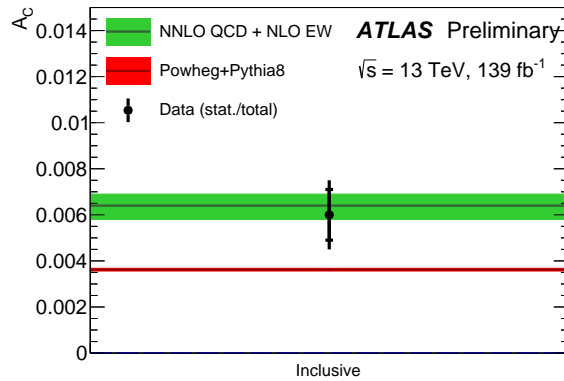 A_C
0.014
0.012
0.01
0.008
0.006
0.004
0.002
0
NNLO QCD + NLO EW
Powheg+Pythia8
Data (stat./total)
ATLAS Preliminary
√s = 13 TeV, 139 fb⁻¹
Inclusive